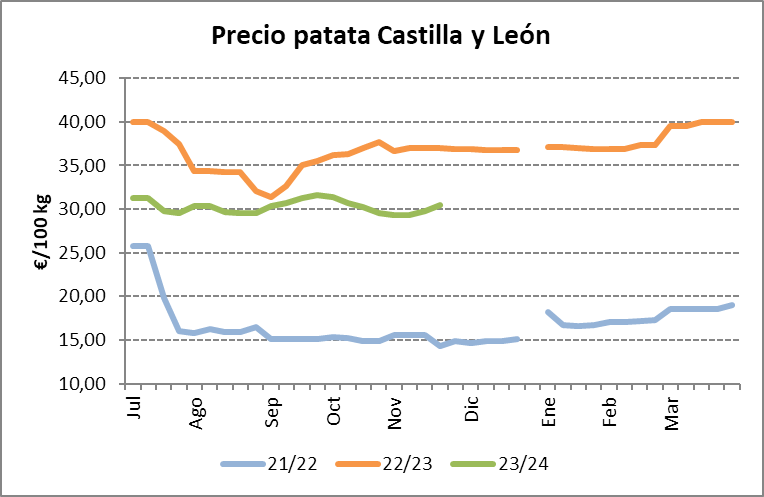 Precio patata Castilla y León
€/100 kg
45,00
40,00
35,00
30,00
25,00
20,00
15,00
10,00
Jul Ago Sep Oct Nov Dic Ene Feb Mar
21/22 22/23 23/24